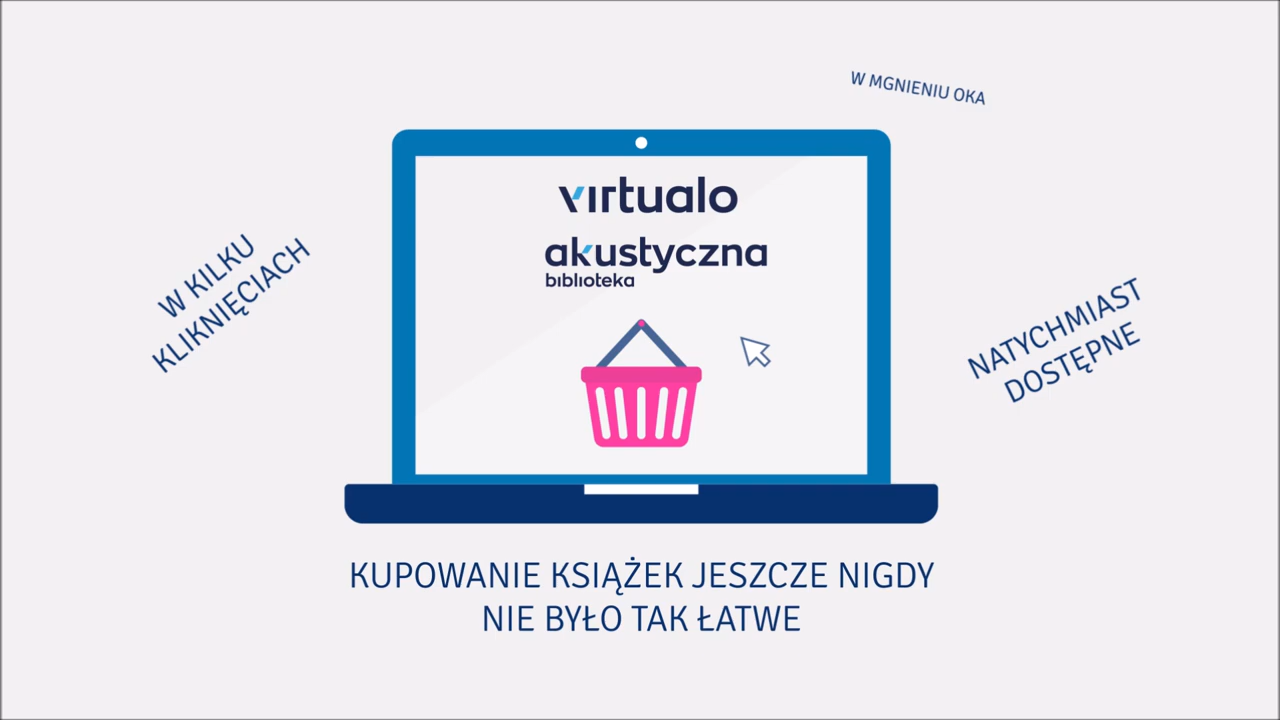 W MGNIENIU OKA
virtualo
akustyczna
biblioteka
W KILKU
KLIKNIĘCIACH
NATYCHMIAST
DOSTĘPNE
KUPOWANIE KSIĄŻEK JESZCZE NIGDY
NIE BYŁO TAK ŁATWE